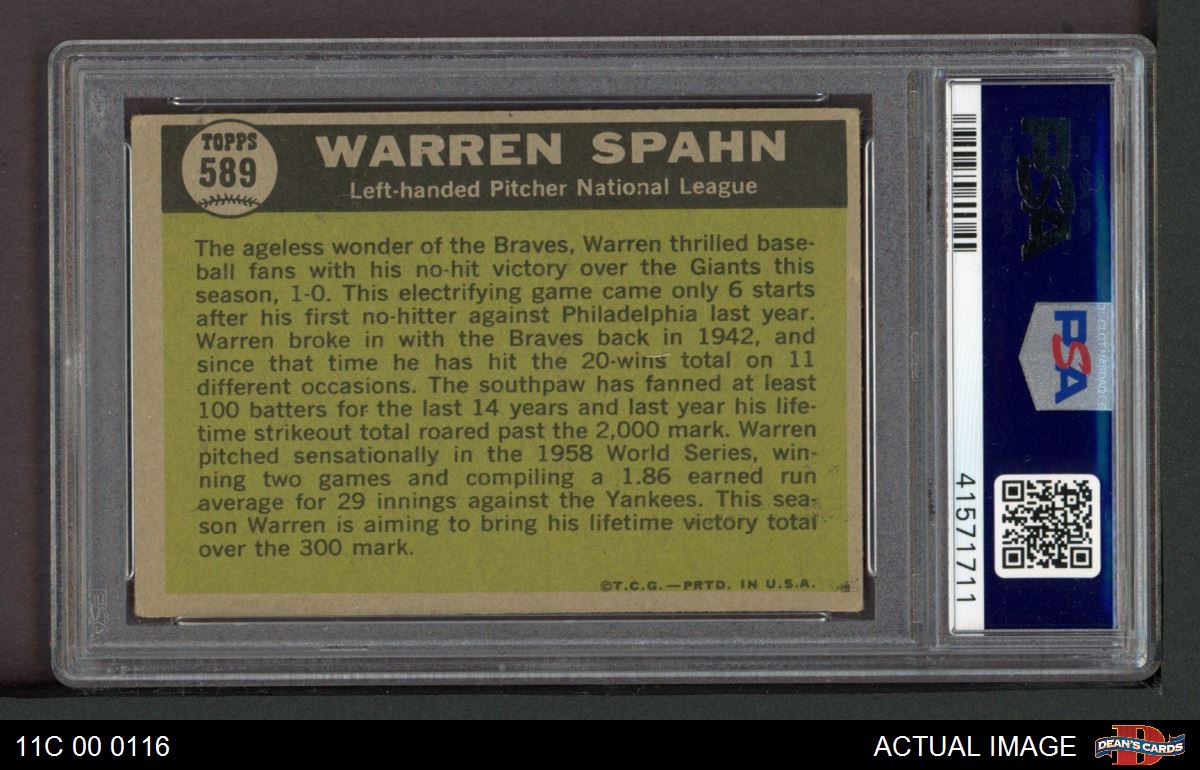 TOPPS
589
WARREN SPAHN
Left-handed Pitcher National League
The ageless wonder of the Braves, Warren thrilled base-
ball fans with his no-hit victory over the Giants this
season, 1-0. This electrifying game came only 6 starts
after his first no-hitter against Philadelphia last year.
Warren broke in with the Braves back in 1942, and
since that time he has hit the 20-wins total on 11
different occasions. The southpaw has fanned at least
100 batters for the last 14 years and last year his life-
time strikeout total roared past the 2,000 mark. Warren
pitched sensationally in the 1958 World Series, win-
ning two games and compiling a 1.86 earned run
average for 29 innings against the Yankees. This sea-
son Warren is aiming to bring his lifetime victory total
over the 300 mark.
©T.C.G.—PRTD. IN U.S.A.
PSA
PSA
41571711
PSA
11C 00 0116
ACTUAL IMAGE
D
DEAN'S CARDS